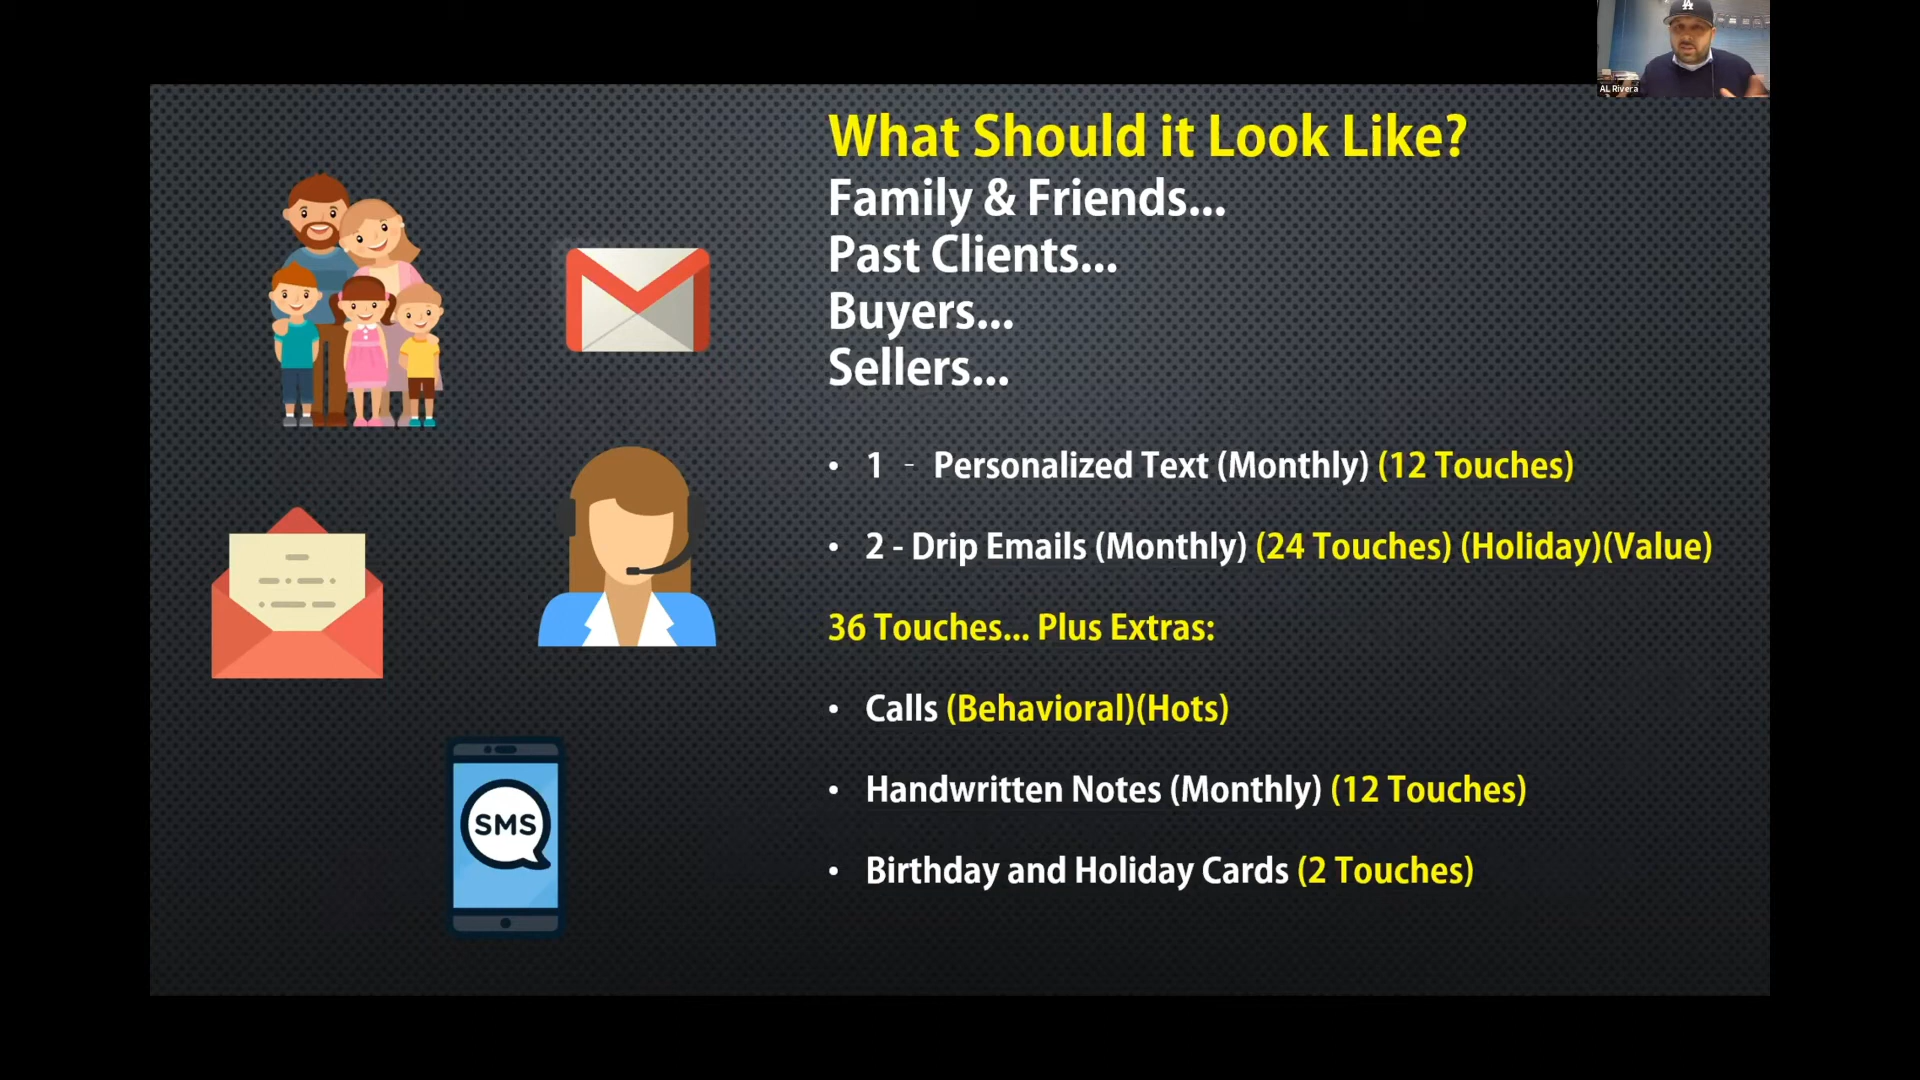 LA
AL Rivera
What Should it Look Like?
Family & Friends...
Past Clients...
Buyers...
Sellers...
• 1 - Personalized Text (Monthly) (12 Touches)
• 2 - Drip Emails (Monthly) (24 Touches) (Holiday)(Value)
36 Touches... Plus Extras:
• Calls (Behavioral)(Hots)
• Handwritten Notes (Monthly) (12 Touches)
• Birthday and Holiday Cards (2 Touches)
SMS